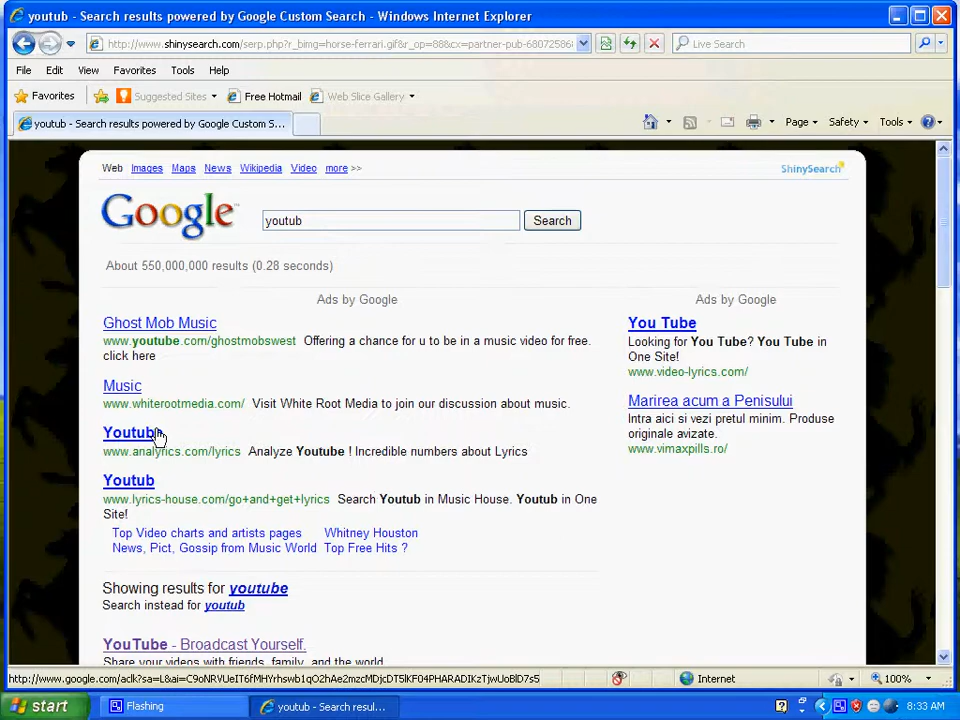 youtub - Search results powered by Google Custom Search - Windows Internet Explorer
http://www.shinysearch.com/serp.php?r_bimg=horse-ferrari.gif&r_op=88&cx=partner-pub-68072586
Live Search
File Edit View Favorites Tools Help
Favorites Suggested Sites Free Hotmail Web Slice Gallery
youtub - Search results powered by Google Custom S...
Page Safety Tools
Web Images Maps News Wikipedia Video more >>
ShinySearch
Google
youtub
Search
About 550,000,000 results (0.28 seconds)
Ads by Google
Ghost Mob Music
www.youtube.com/ghostmobswest Offering a chance for u to be in a music video for free.
click here
Music
www.whiterootmedia.com/ Visit White Root Media to join our discussion about music.
Youtube
www.analyrics.com/lyrics Analyze Youtube ! Incredible numbers about Lyrics
Youtub
www.lyrics-house.com/go+and+get+lyrics Search Youtub in Music House. Youtub in One
Site!
Top Video charts and artists pages Whitney Houston
News, Pict, Gossip from Music World Top Free Hits ?
Ads by Google
You Tube
Looking for You Tube? You Tube in
One Site!
www.video-lyrics.com/
Marirea acum a Penisului
Intra aici si vezi pretul minim. Produse
originale avizate.
www.vimaxpills.ro/
Showing results for youtube
Search instead for youtub
YouTube - Broadcast Yourself.
Share your videos with friends, family, and the world
Internet
100%
start
Flashing
youtub - Search resul...
8:33 AM